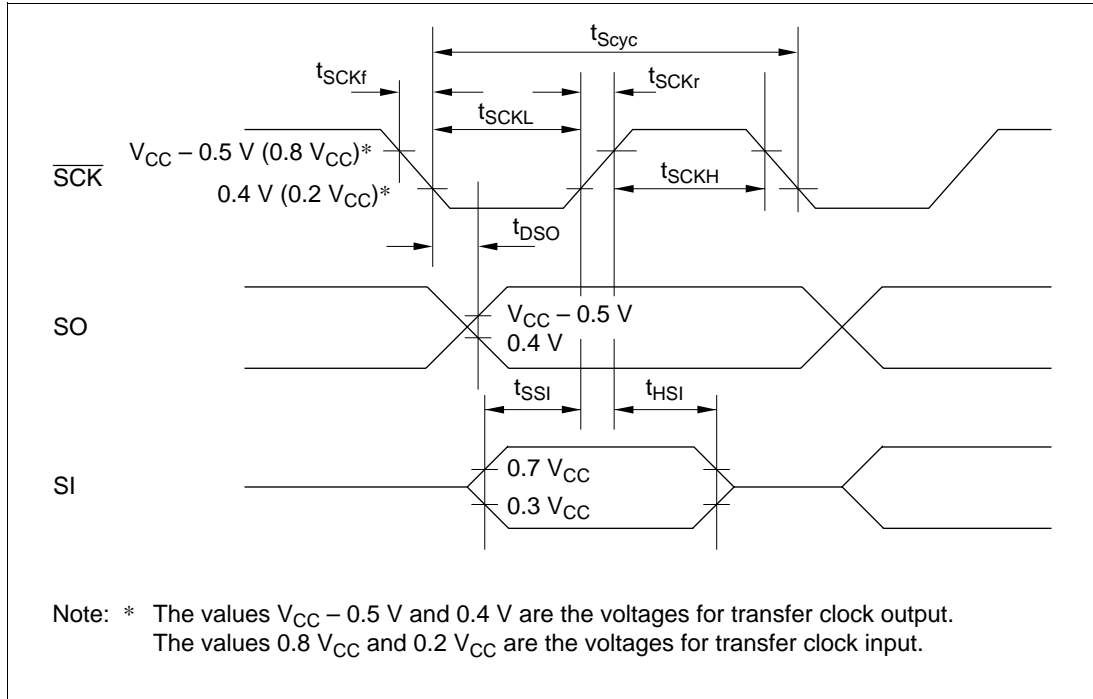 tScyc
tSCKf
tSCKr
tSCKL
VCC – 0.5 V (0.8 VCC)*
SCK
tSCKH
0.4 V (0.2 VCC)*
tDSO
VCC – 0.5 V
SO
0.4 V
tSSI
tHSI
0.7 VCC
SI
0.3 VCC
Note: * The values VCC – 0.5 V and 0.4 V are the voltages for transfer clock output.
The values 0.8 VCC and 0.2 VCC are the voltages for transfer clock input.